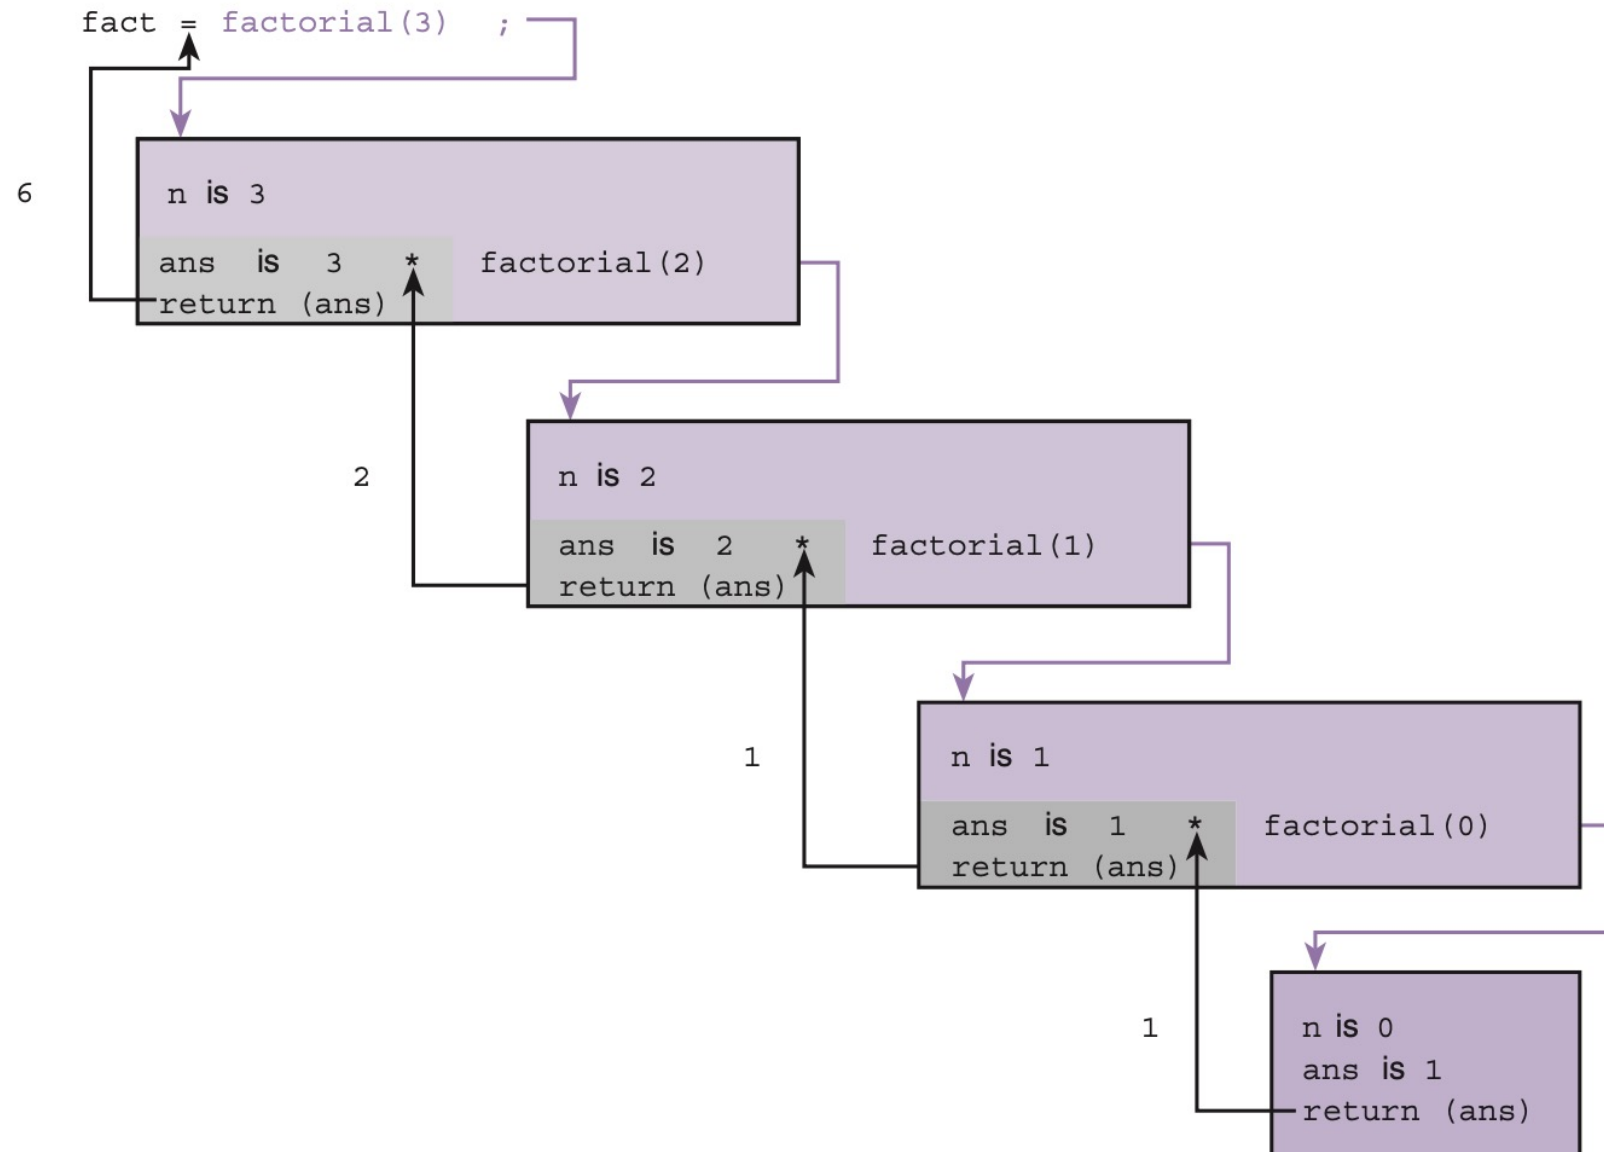 fact = factorial(3) ;
6
n is 3
ans is 3 * factorial(2)
return (ans)
2
n is 2
ans is 2 * factorial(1)
return (ans)
1
n is 1
ans is 1 * factorial(0)
return (ans)
1
n is 0
ans is 1
return (ans)